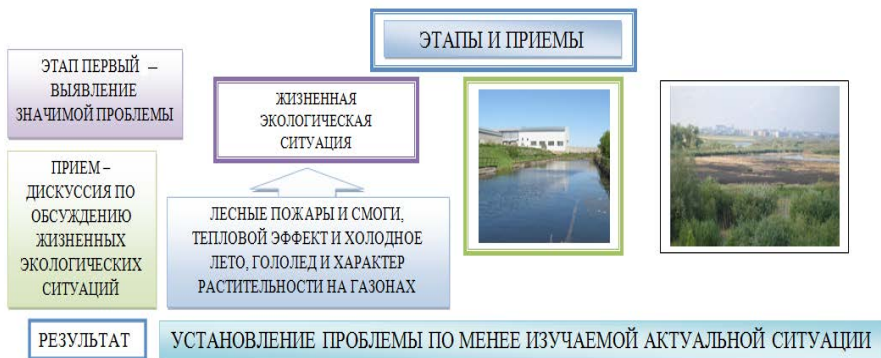 ЭТАПЫ И ПРИЕМЫ
ЭТАП ПЕРВЫЙ –
ВЫЯВЛЕНИЕ
ЗНАЧИМОЙ ПРОБЛЕМЫ
ЖИЗНЕННАЯ
ЭКОЛОГИЧЕСКАЯ
СИТУАЦИЯ
ПРИЕМ –
ДИСКУССИЯ ПО
ОБСУЖДЕНИЮ
ЖИЗНЕННЫХ
ЭКОЛОГИЧЕСКИХ
СИТУАЦИЙ
ЛЕСНЫЕ ПОЖАРЫ И СМОГИ,
ТЕПЛОВОЙ ЭФФЕКТ И ХОЛОДНОЕ
ЛЕТО, ГОЛОЛЕД И ХАРАКТЕР
РАСТИТЕЛЬНОСТИ НА ГАЗОНАХ
РЕЗУЛЬТАТ
УСТАНОВЛЕНИЕ ПРОБЛЕМЫ ПО МЕНЕЕ ИЗУЧАЕМОЙ АКТУАЛЬНОЙ СИТУАЦИИ